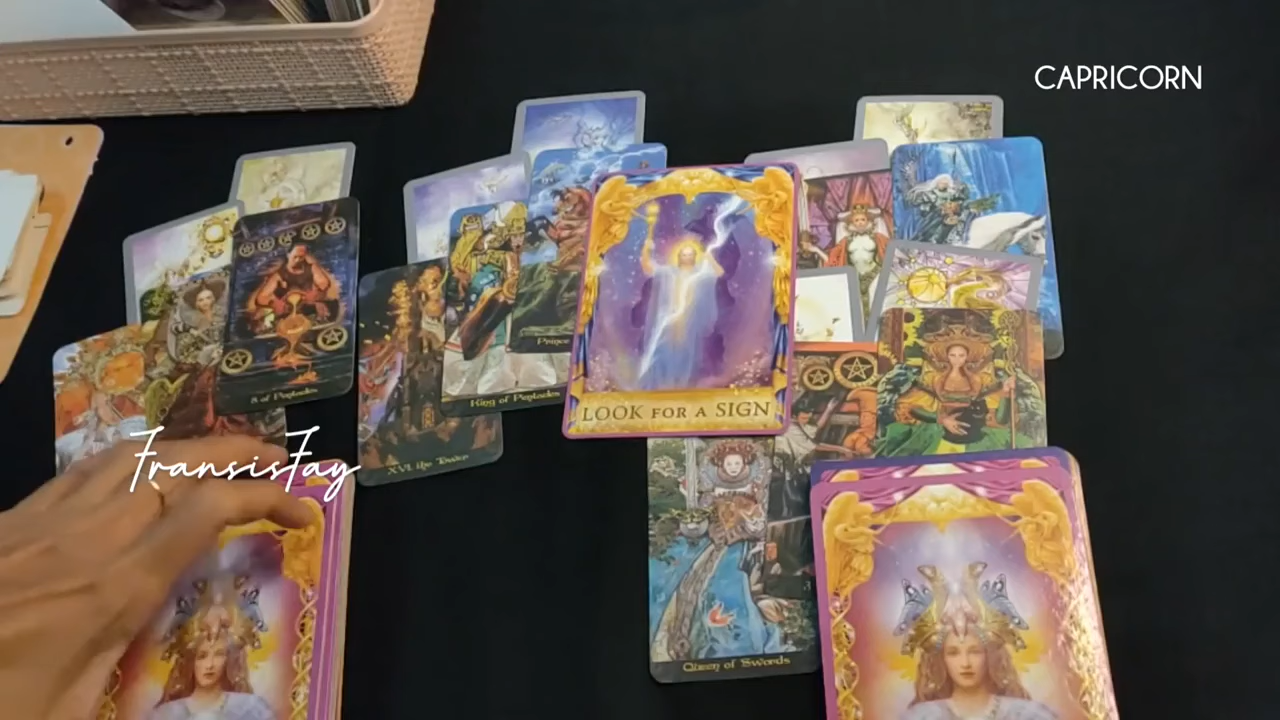 CAPRICORN
Prince
8 of Pentacles
King of Pentacles
LOOK FOR A SIGN
XVI The Tower
FransisFay
Queen of Swords